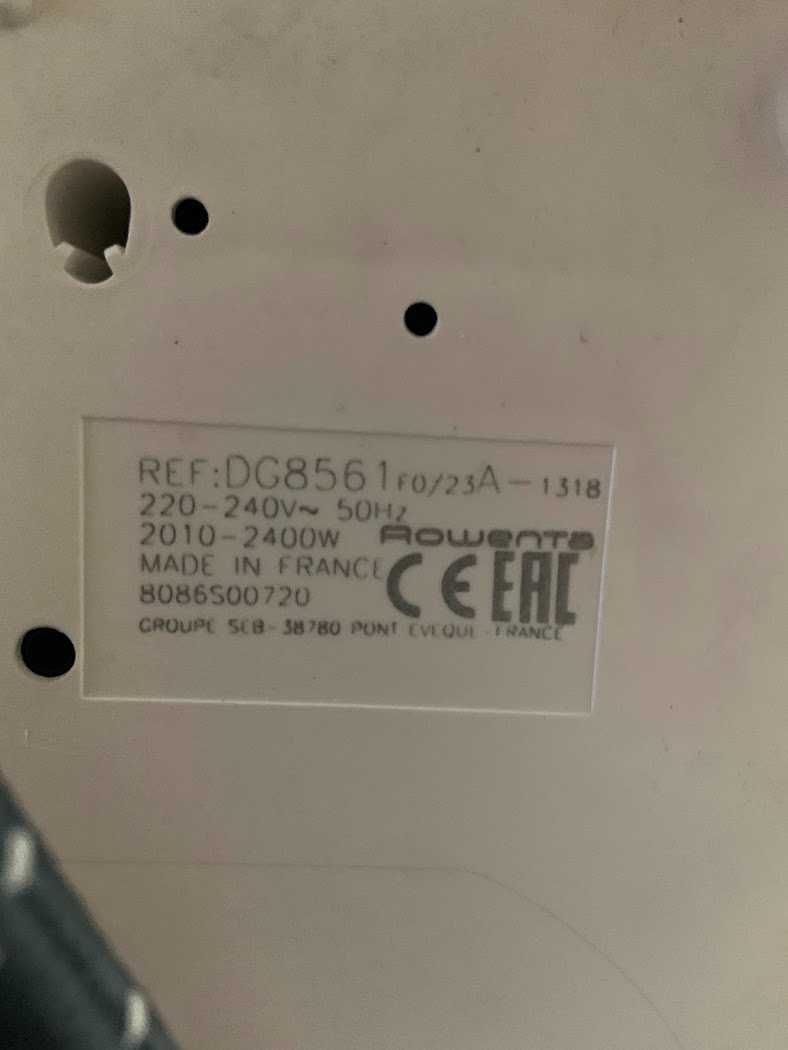 REF:DG8561F0/23A-1318
220-240V~ 50Hz
2010-2400W Rowenta
MADE IN FRANCE CE EAC
8086S00720
GROUPE SEB-38780 PONT EVEQUE-FRANCE